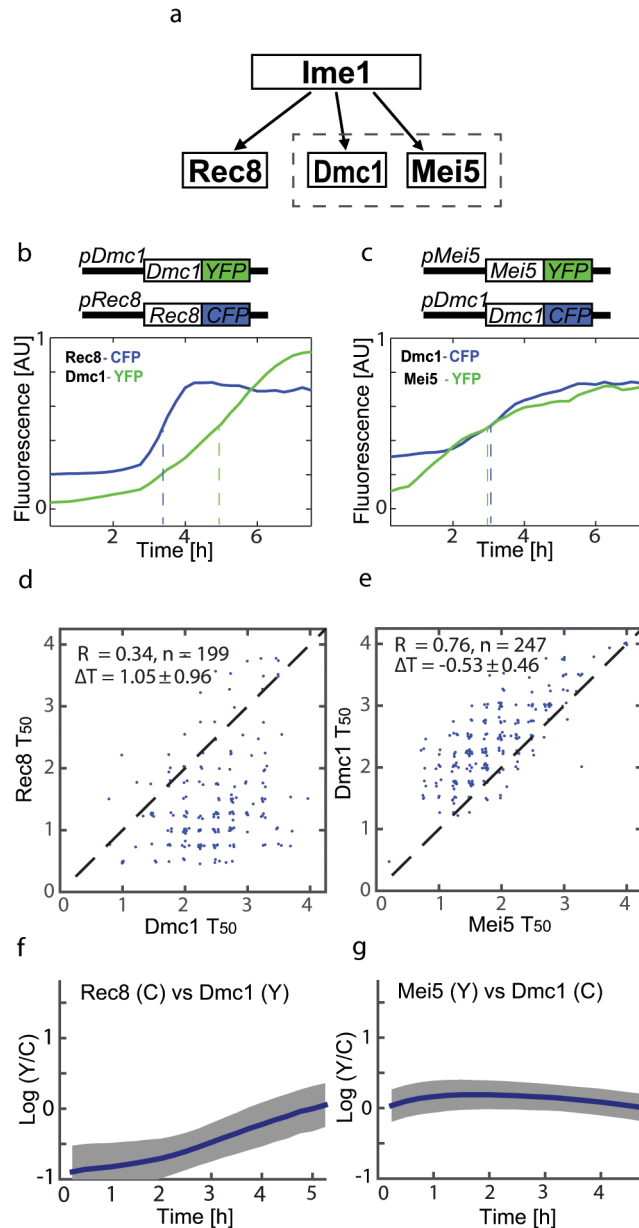 a
Ime1
Rec8
Dmc1
Mei5
b
pDmc1
Dmc1 YFP
pRec8
Rec8 CFP
1
Rec8- CFP
Dmc1- YFP
Fluuorescence [AU]
0
2 4 6
Time [h]
c
pMei5
Mei5 YFP
pDmc1
Dmc1 CFP
1
Dmc1-CFP
Mei5 -YFP
Fluuorescence [AU]
0
2 4 6
Time [h]
d
R = 0.34, n = 199
ΔT = 1.05 ± 0.96
Rec8 T50
4
3
2
1
0
0 1 2 3 4
Dmc1 T50
e
R = 0.76, n = 247
ΔT = -0.53 ± 0.46
Dmc1 T50
4
3
2
1
0
0 1 2 3 4
Mei5 T50
f
Rec8 (C) vs Dmc1 (Y)
Log (Y/C)
1
0
-1
0 1 2 3 4 5
Time [h]
g
Mei5 (Y) vs Dmc1 (C)
Log (Y/C)
1
0
-1
0 2 4
Time [h]